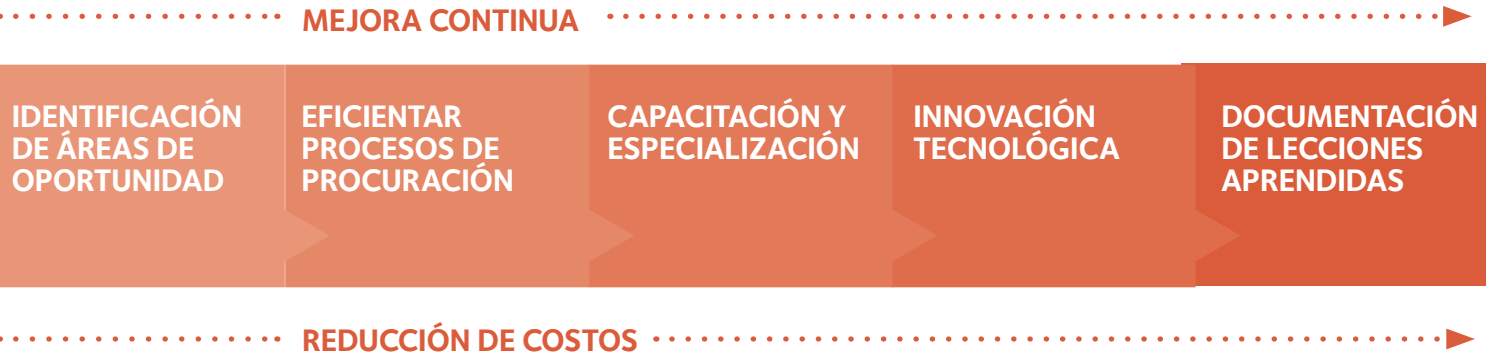 MEJORA CONTINUA
IDENTIFICACIÓN
DE ÁREAS DE
OPORTUNIDAD
EFICIENTAR
PROCESOS DE
PROCURACIÓN
CAPACITACIÓN Y
ESPECIALIZACIÓN
INNOVACIÓN
TECNOLÓGICA
DOCUMENTACIÓN
DE LECCIONES
APRENDIDAS
REDUCCIÓN DE COSTOS